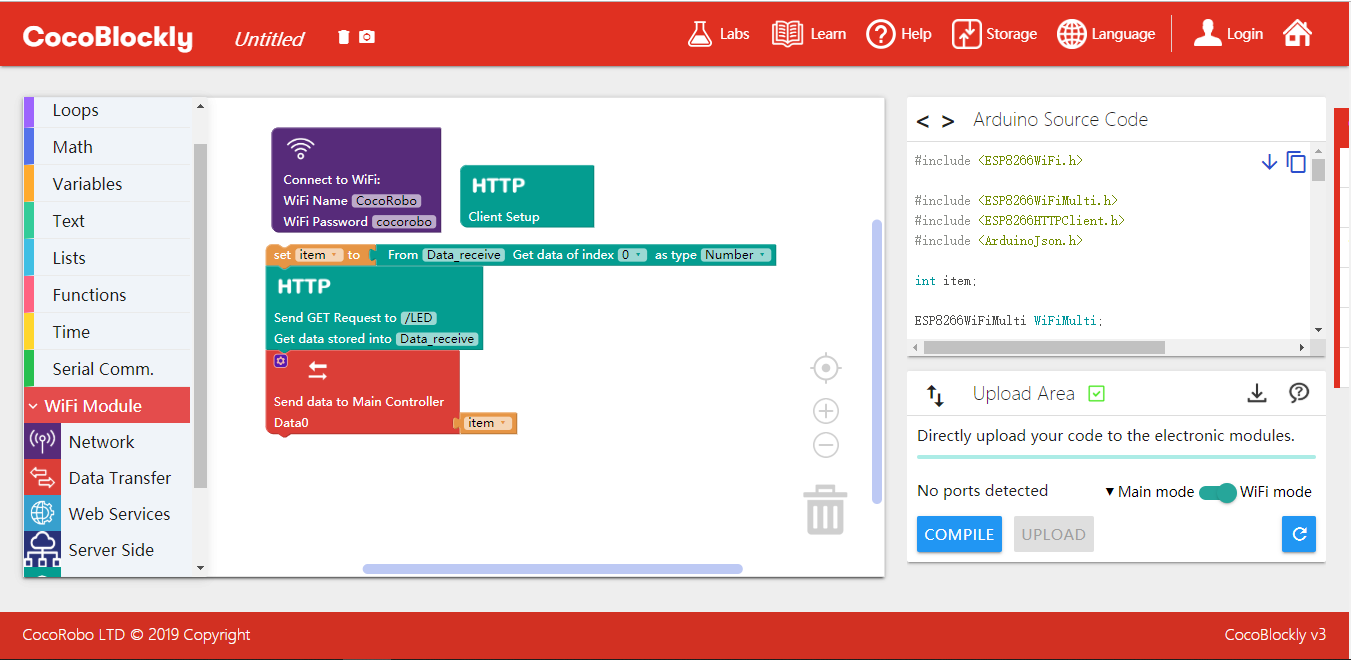 CocoBlockly Untitled Labs Learn Help Storage Language Login
Loops
Math
Variables
Text
Lists
Functions
Time
Serial Comm.
WiFi Module
Network
Data Transfer
Web Services
Server Side
Connect to WiFi:
WiFi Name CocoRobo
WiFi Password cocorobo
HTTP
Client Setup
set item to From Data_receive Get data of index 0 as type Number
HTTP
Send GET Request to /LED
Get data stored into Data_receive
Send data to Main Controller
Data0 item
< > Arduino Source Code
#include <ESP8266WiFi.h>
#include <ESP8266WiFiMulti.h>
#include <ESP8266HTTPClient.h>
#include <ArduinoJson.h>
int item;
ESP8266WiFiMulti WiFiMulti;
Upload Area
Directly upload your code to the electronic modules.
No ports detected ▼ Main mode WiFi mode
COMPILE UPLOAD
CocoRobo LTD © 2019 Copyright CocoBlockly v3